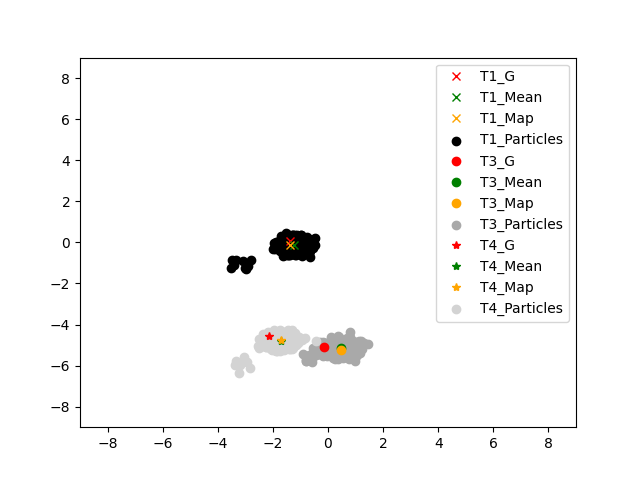 T1_G
T1_Mean
T1_Map
T1_Particles
T3_G
T3_Mean
T3_Map
T3_Particles
T4_G
T4_Mean
T4_Map
T4_Particles
8
6
4
2
0
−2
−4
−6
−8
−8 −6 −4 −2 0 2 4 6 8